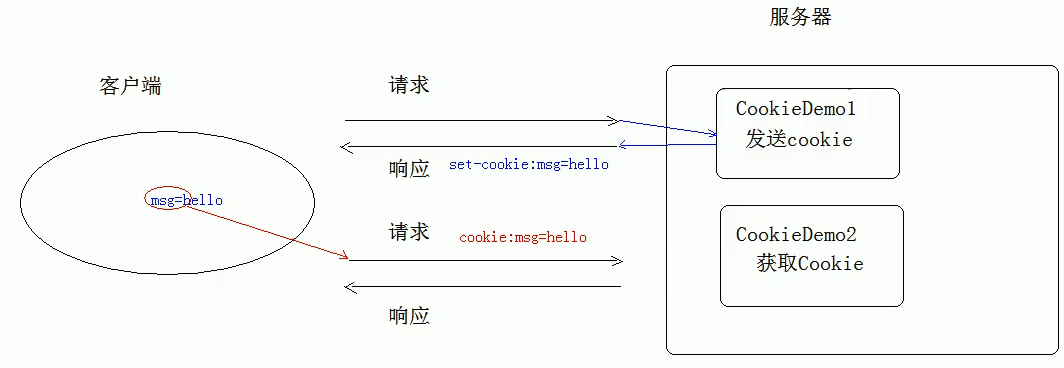 服务器
客户端
请求
CookieDemo1
发送cookie
响应
set-cookie:msg=hello
msg=hello
请求
cookie:msg=hello
CookieDemo2
获取Cookie
响应